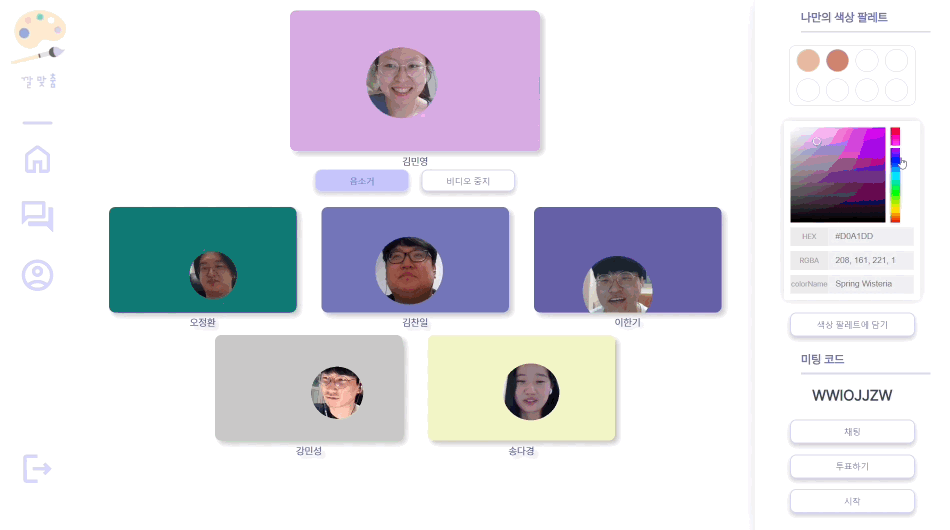 깔 맞 춤
김민영
음소거
비디오 중지
오정환
김찬일
이한기
강민성
송다경
나만의 색상 팔레트
HEX #D0A1DD
RGBA 208, 161, 221, 1
colorName Spring Wisteria
색상 팔레트에 담기
미팅 코드
WWIOJJZW
채팅
투표하기
시작